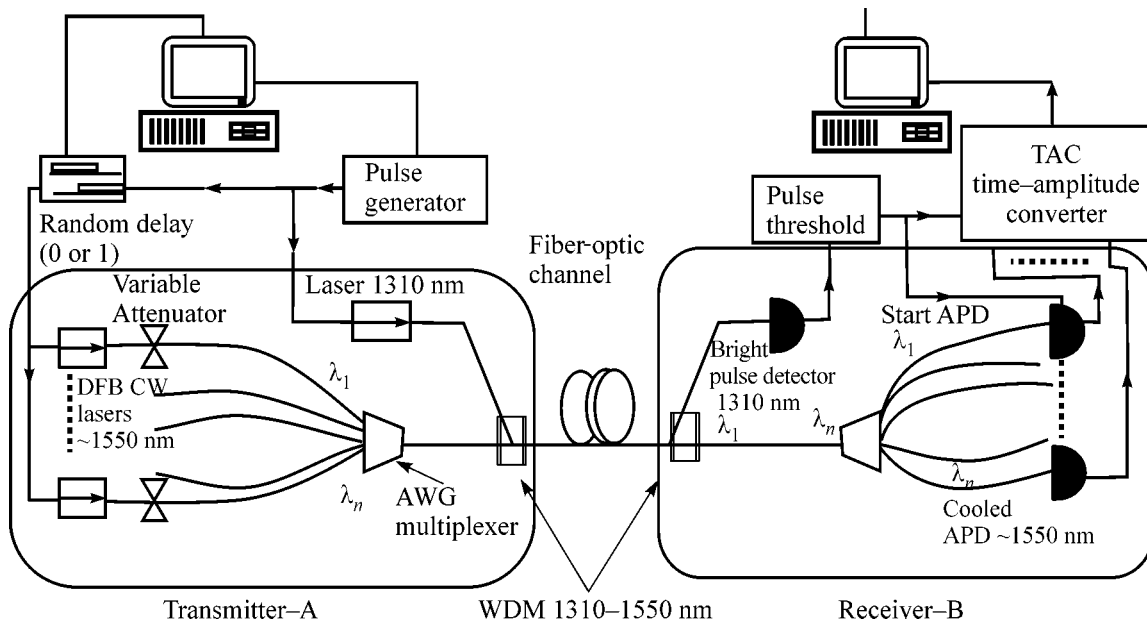 Pulse
generator
Random delay
(0 or 1)
Variable
Attenuator
Laser 1310 nm
DFB CW
lasers
~1550 nm
λ1
λn
AWG
multiplexer
Transmitter–A
Fiber-optic
channel
WDM 1310–1550 nm
Pulse
threshold
TAC
time–amplitude
converter
Start APD
Bright
pulse detector
1310 nm
λ1
λn
λ1
λn
Cooled
APD ~1550 nm
Receiver–B